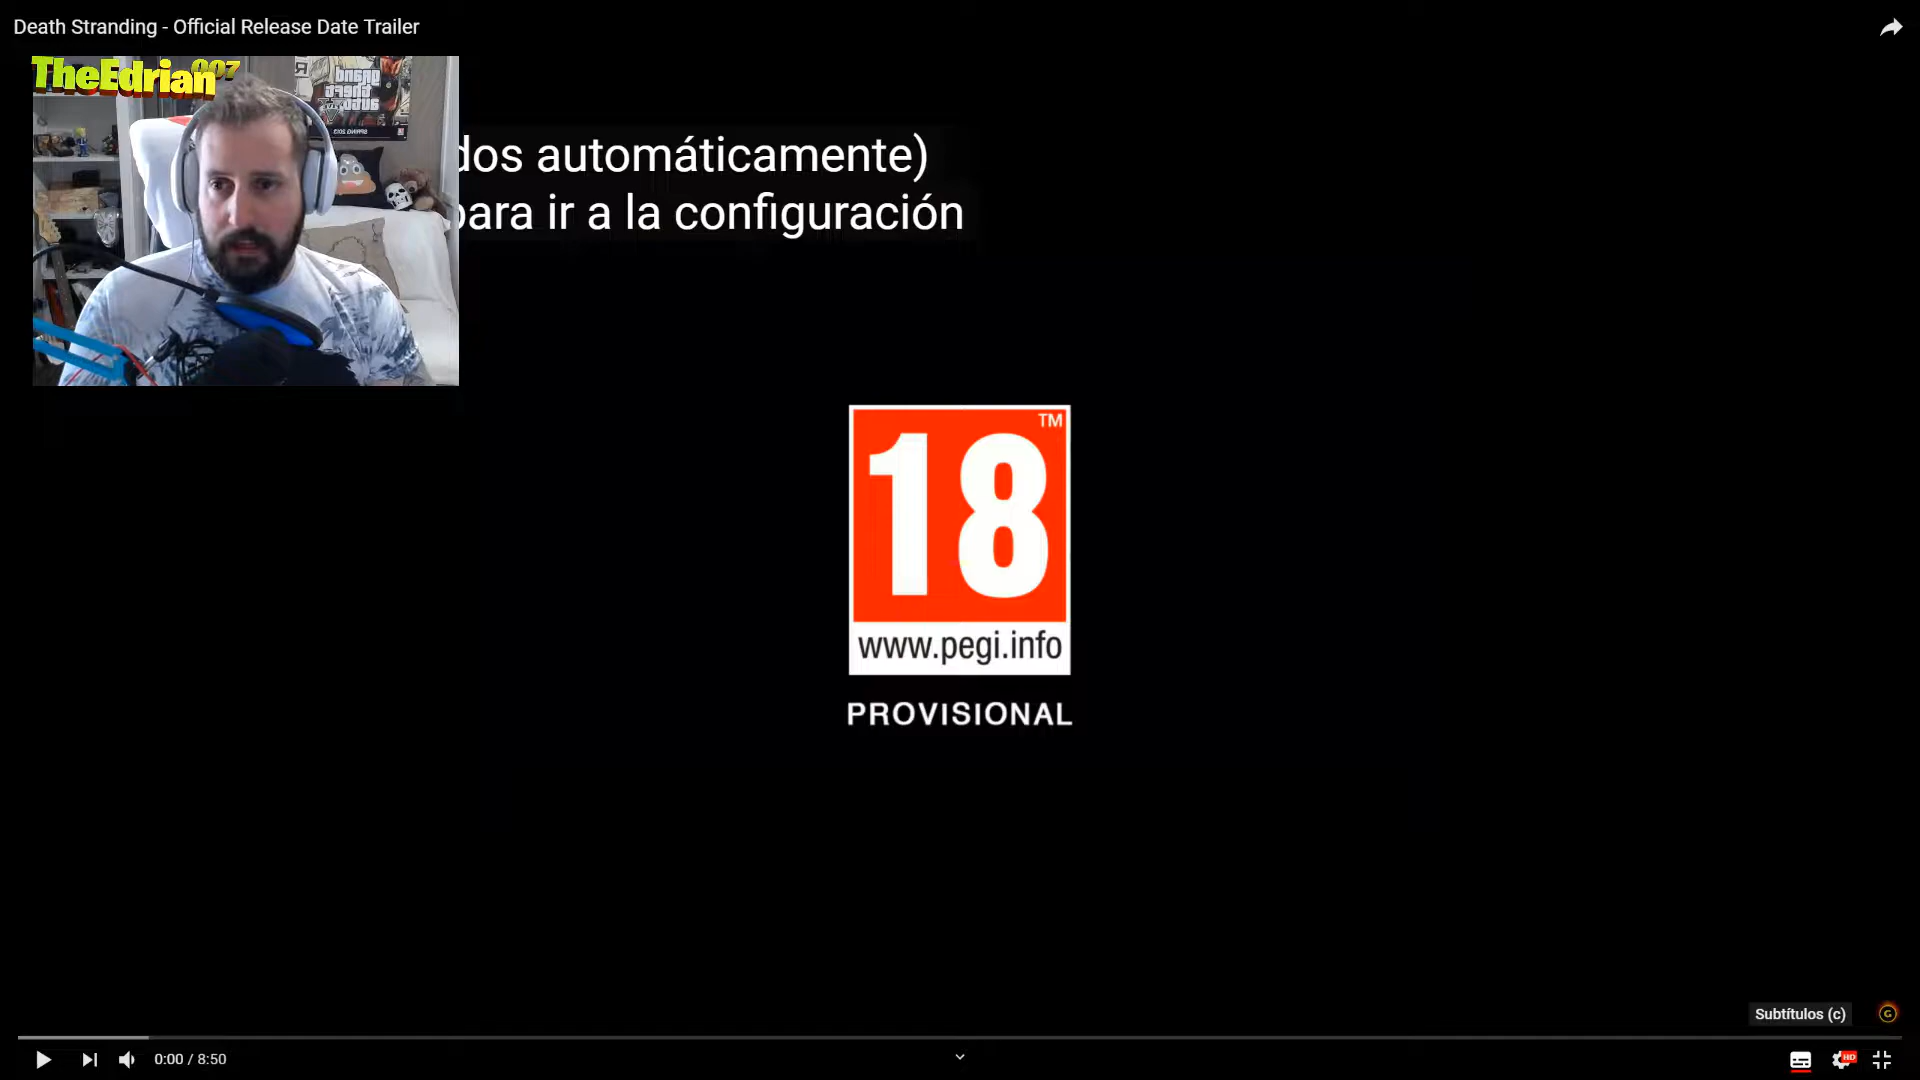 Death Stranding - Official Release Date Trailer
TheEdrian007
dos automáticamente)
para ir a la configuración
18
TM
www.pegi.info
PROVISIONAL
Subtítulos (c)
G
0:00 / 8:50
HD